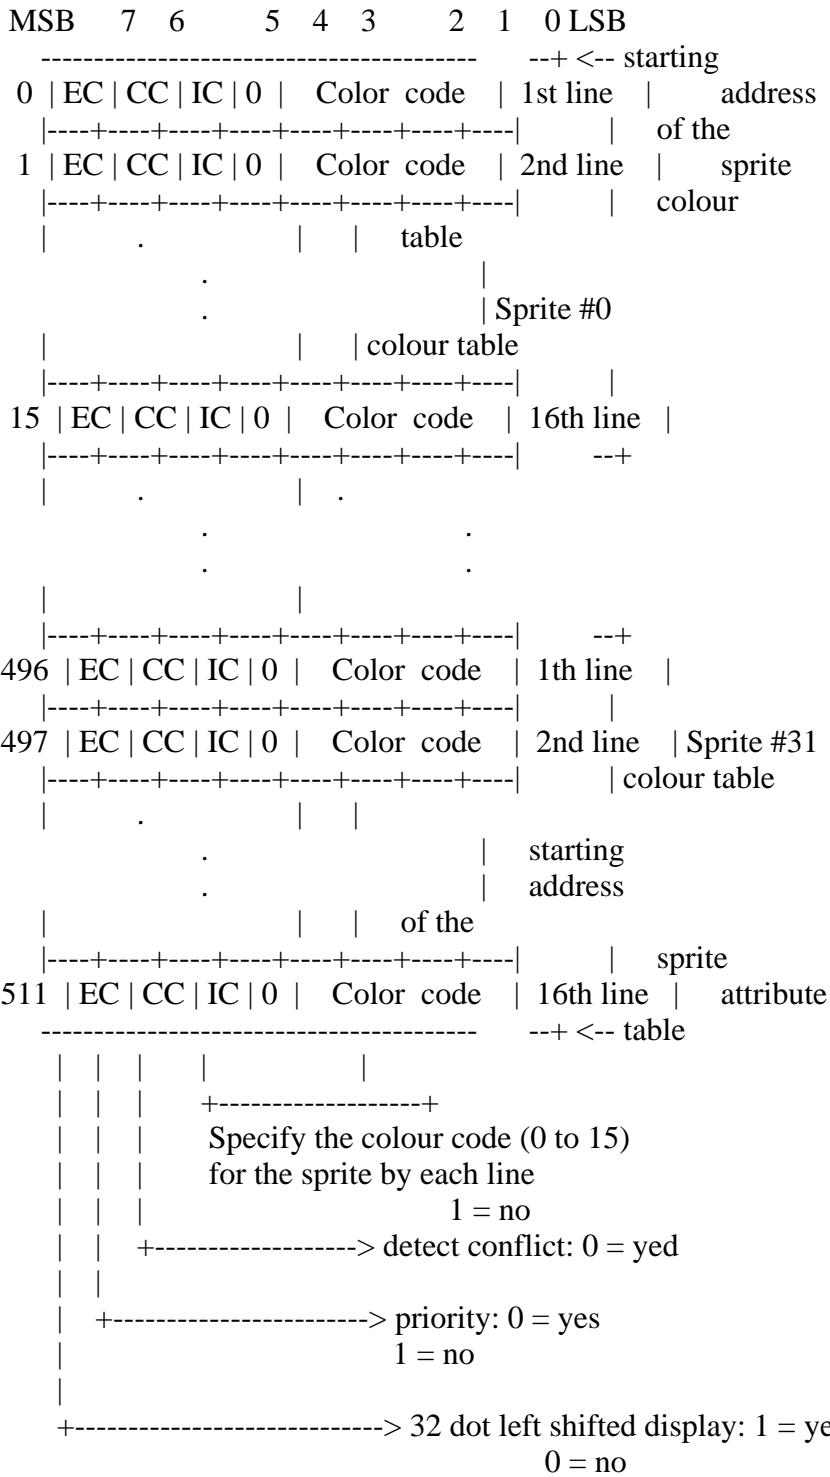 MSB 7 6 5 4 3 2 1 0 LSB
----------------------------------------- --+ <-- starting
0 | EC | CC | IC | 0 | Color code | 1st line | address
|----+----+----+----+----+----+----+----| | of the
1 | EC | CC | IC | 0 | Color code | 2nd line | sprite
|----+----+----+----+----+----+----+----| | colour
| . | | table
. |
. | Sprite #0
| | | colour table
|----+----+----+----+----+----+----+----| |
15 | EC | CC | IC | 0 | Color code | 16th line |
|----+----+----+----+----+----+----+----| --+
| . | .
. .
. .
| |
|----+----+----+----+----+----+----+----| --+
496 | EC | CC | IC | 0 | Color code | 1th line |
|----+----+----+----+----+----+----+----| |
497 | EC | CC | IC | 0 | Color code | 2nd line | Sprite #31
|----+----+----+----+----+----+----+----| | colour table
| . | |
. | starting
. | address
| | | of the
|----+----+----+----+----+----+----+----| | sprite
511 | EC | CC | IC | 0 | Color code | 16th line | attribute
----------------------------------------- --+ <-- table
| | | | |
| | | +-------------------+
| | | Specify the colour code (0 to 15)
| | | for the sprite by each line
| | | 1 = no
| | +-------------------> detect conflict: 0 = yed
| |
| +------------------------> priority: 0 = yes
| 1 = no
|
+-----------------------------> 32 dot left shifted display: 1 = ye
0 = no